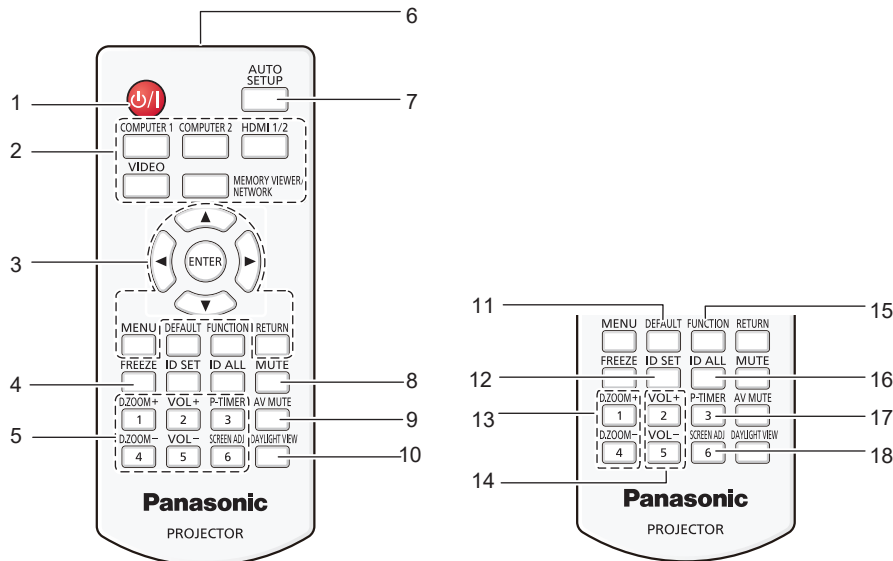 6
AUTO
SETUP
1
7
COMPUTER 1 COMPUTER 2 HDMI 1/2
2
VIDEO
MEMORY VIEWER/
NETWORK
3
ENTER
MENU DEFAULT FUNCTION RETURN
FREEZE ID SET ID ALL MUTE
4
8
D.ZOOM+ VOL+ P-TIMER AV MUTE
1 2 3
9
5
D.ZOOM− VOL− SCREEN ADJ DAYLIGHT VIEW
4 5 6
10
Panasonic
PROJECTOR
11
15
MENU DEFAULT FUNCTION RETURN
FREEZE ID SET ID ALL MUTE
12
16
D.ZOOM+ VOL+ P-TIMER AV MUTE
13
1 2 3
17
D.ZOOM− VOL− SCREEN ADJ DAYLIGHT VIEW
4 5 6
18
14
Panasonic
PROJECTOR